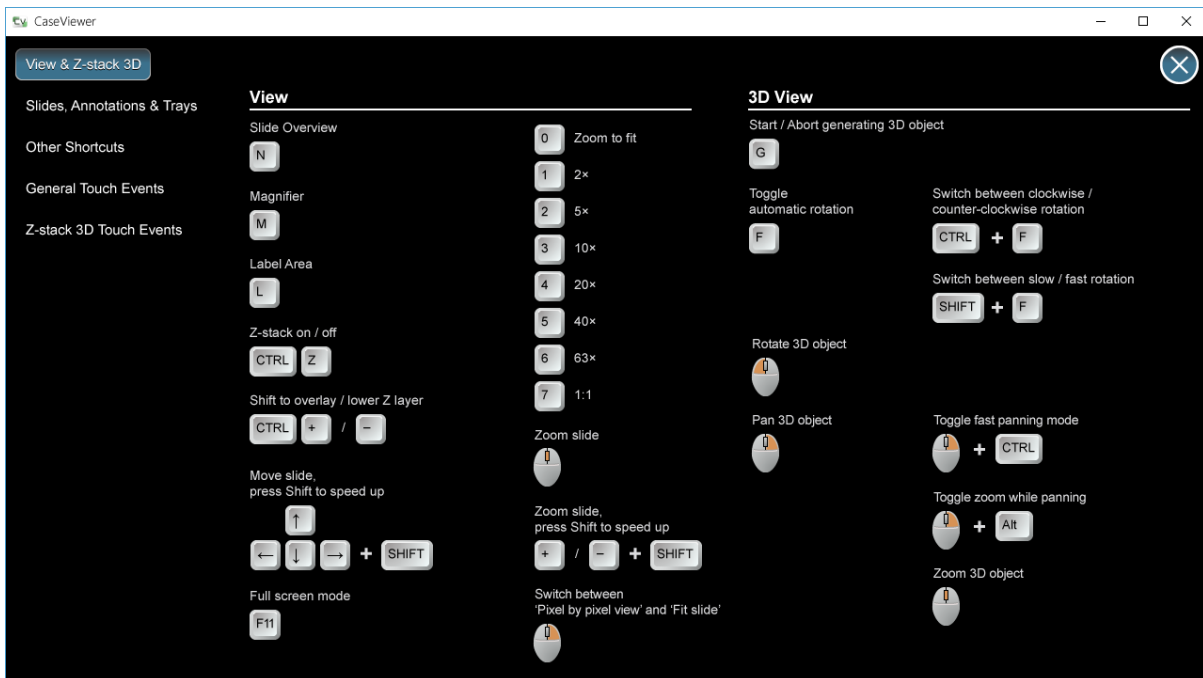 CaseViewer
View & Z-stack 3D
Slides, Annotations & Trays
Other Shortcuts
General Touch Events
Z-stack 3D Touch Events
View
Slide Overview
N
Magnifier
M
Label Area
L
Z-stack on / off
CTRL Z
Shift to overlay / lower Z layer
CTRL + / −
Move slide,
press Shift to speed up
↑
← ↓ → + SHIFT
Full screen mode
F11
0 Zoom to fit
1 2×
2 5×
3 10×
4 20×
5 40×
6 63×
7 1:1
Zoom slide
Zoom slide,
press Shift to speed up
+ / − + SHIFT
Switch between
‘Pixel by pixel view’ and ‘Fit slide’
3D View
Start / Abort generating 3D object
G
Toggle
automatic rotation
F
Switch between clockwise /
counter-clockwise rotation
CTRL + F
Switch between slow / fast rotation
SHIFT + F
Rotate 3D object
Pan 3D object
Toggle fast panning mode
+ CTRL
Toggle zoom while panning
+ Alt
Zoom 3D object